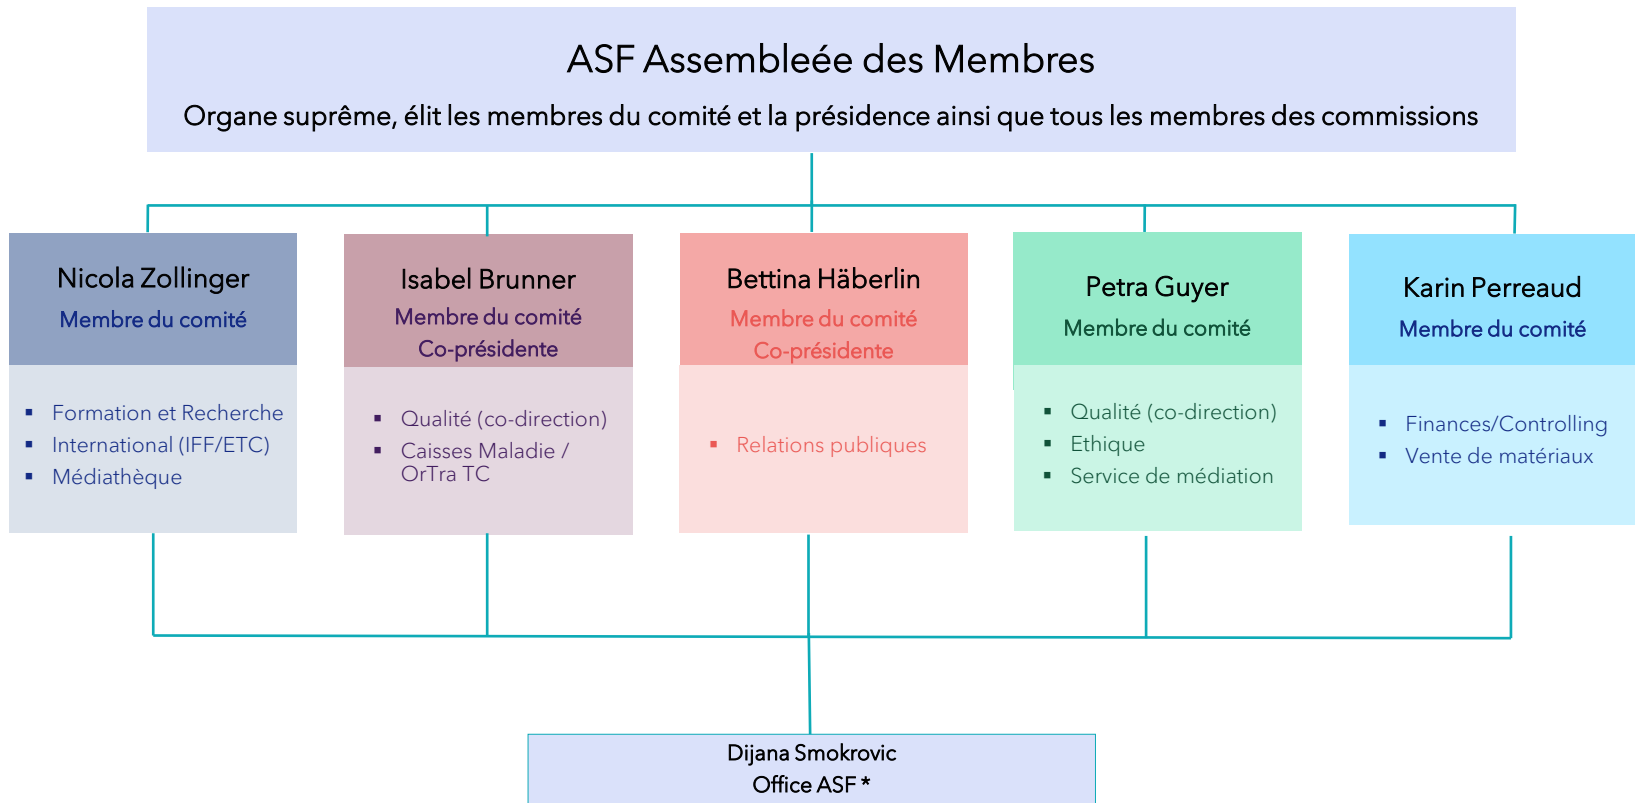 ASF Assembleée des Membres
Organe suprême, élit les membres du comité et la présidence ainsi que tous les membres des commissions
Nicola Zollinger
Membre du comité
▪ Formation et Recherche
▪ International (IFF/ETC)
▪ Médiathèque
Isabel Brunner
Membre du comité
Co-présidente
▪ Qualité (co-direction)
▪ Caisses Maladie /
OrTra TC
Bettina Häberlin
Membre du comité
Co-présidente
▪ Relations publiques
Petra Guyer
Membre du comité
▪ Qualité (co-direction)
▪ Ethique
▪ Service de médiation
Karin Perreaud
Membre du comité
▪ Finances/Controlling
▪ Vente de matériaux
Dijana Smokrovic
Office ASF *